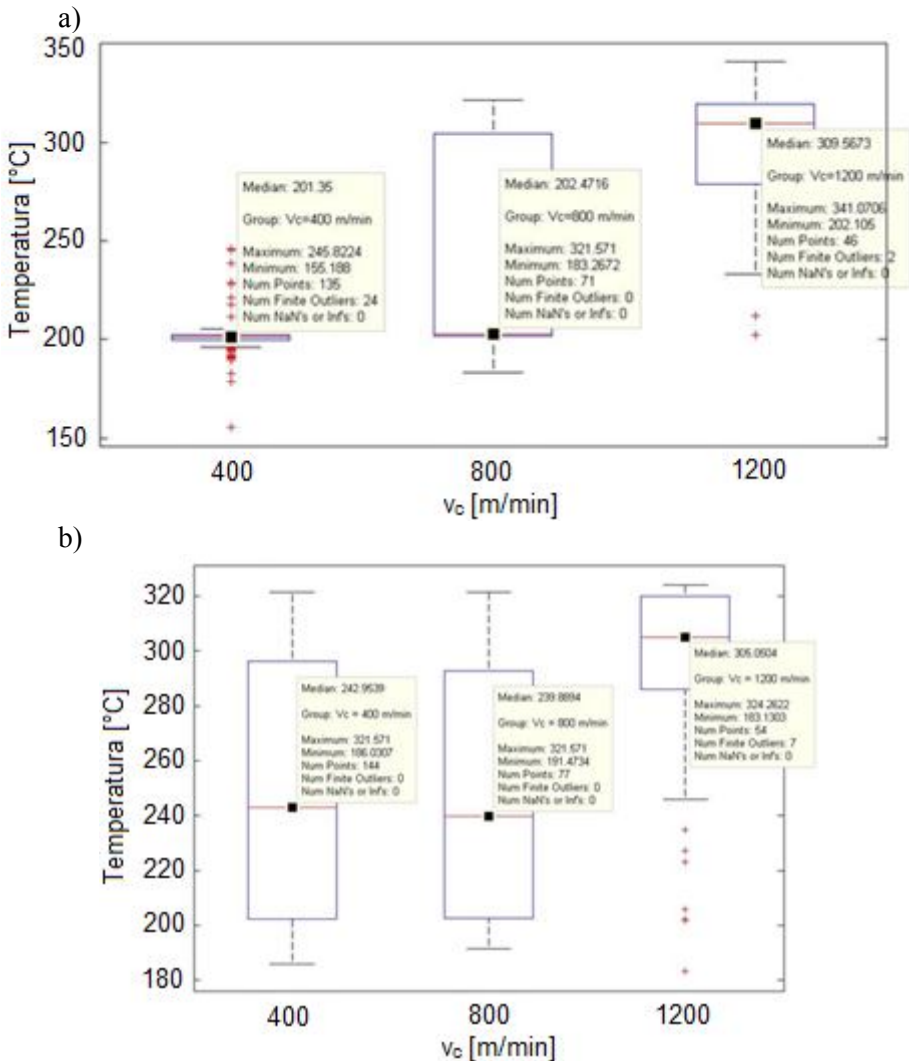 a)
350
300
250
200
150
Temperatura [°C]
Median: 201.35
Group: Vc=400 m/min
Maximum: 245.8224
Minimum: 155.188
Num Points: 135
Num Finite Outliers: 24
Num NaN's or Infs: 0
Median: 202.4716
Group: Vc=800 m/min
Maximum: 321.571
Minimum: 183.2672
Num Points: 71
Num Finite Outliers: 0
Num NaN's or Infs: 0
Median: 309.5673
Group: Vc=1200 m/min
Maximum: 341.0706
Minimum: 202.105
Num Points: 46
Num Finite Outliers: 2
Num NaN's or Infs: 0
400 800 1200
vc [m/min]
b)
320
300
280
260
240
220
200
180
Temperatura [°C]
Median: 242.9539
Group: Vc = 400 m/min
Maximum: 321.571
Minimum: 186.0307
Num Points: 144
Num Finite Outliers: 0
Num NaN's or Infs: 0
Median: 239.8894
Group: Vc = 800 m/min
Maximum: 321.571
Minimum: 191.4734
Num Points: 77
Num Finite Outliers: 0
Num NaN's or Infs: 0
Median: 305.0504
Group: Vc = 1200 m/min
Maximum: 324.2622
Minimum: 183.1303
Num Points: 54
Num Finite Outliers: 7
Num NaN's or Infs: 0
400 800 1200
vc [m/min]